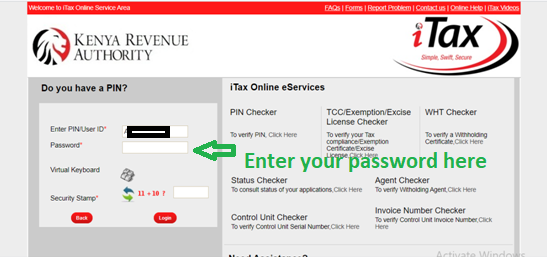 Welcome to iTax Online Service Area
FAQs | Forms | Report Problem | Contact us | Online Help | iTax Videos
KENYA REVENUE
AUTHORITY
iTax
Simple, Swift, Secure
Do you have a PIN?
Enter PIN/User ID*
Password*
Virtual Keyboard
Security Stamp*
11 + 10 ?
Back
Login
Enter your password here
iTax Online eServices
PIN Checker
To verify PIN, Click Here
TCC/Exemption/Excise
License Checker
To verify your Tax
compliance/Exemption
Certificate/Excise
License,Click Here
WHT Checker
To verify a Withholding
Certificate,Click Here
Status Checker
To consult status of your applications,Click Here
Agent Checker
To verify Witholding Agent,Click Here
Control Unit Checker
To verify Control Unit Serial Number,Click Here
Invoice Number Checker
To verify Control Unit Invoice Number,Click
Here
Need Assistance?
Activate Windows